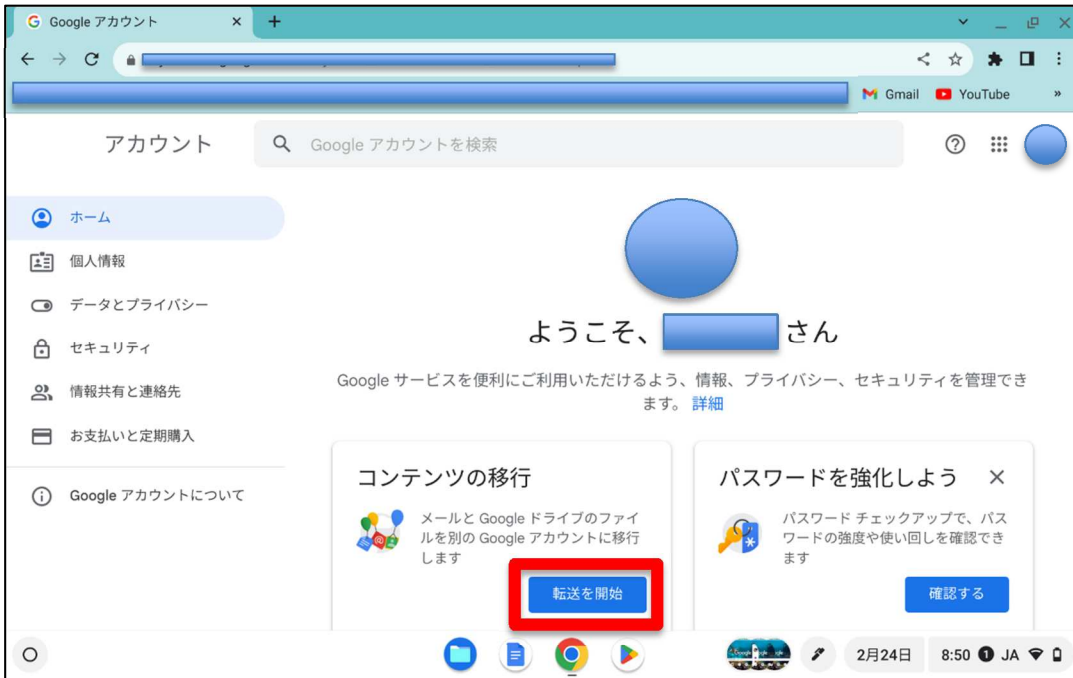 Google アカウント
Gmail
YouTube
»
アカウント
Google アカウントを検索
ホーム
個人情報
データとプライバシー
セキュリティ
情報共有と連絡先
お支払いと定期購入
Google アカウントについて
ようこそ、 さん
Google サービスを便利にご利用いただけるよう、情報、プライバシー、セキュリティを管理でき
ます。 詳細
コンテンツの移行
メールと Google ドライブのファイ
ルを別の Google アカウントに移行
します
転送を開始
パスワードを強化しよう
パスワード チェックアップで、パス
ワードの強度や使い回しを確認でき
ます
確認する
2月24日
8:50 1 JA